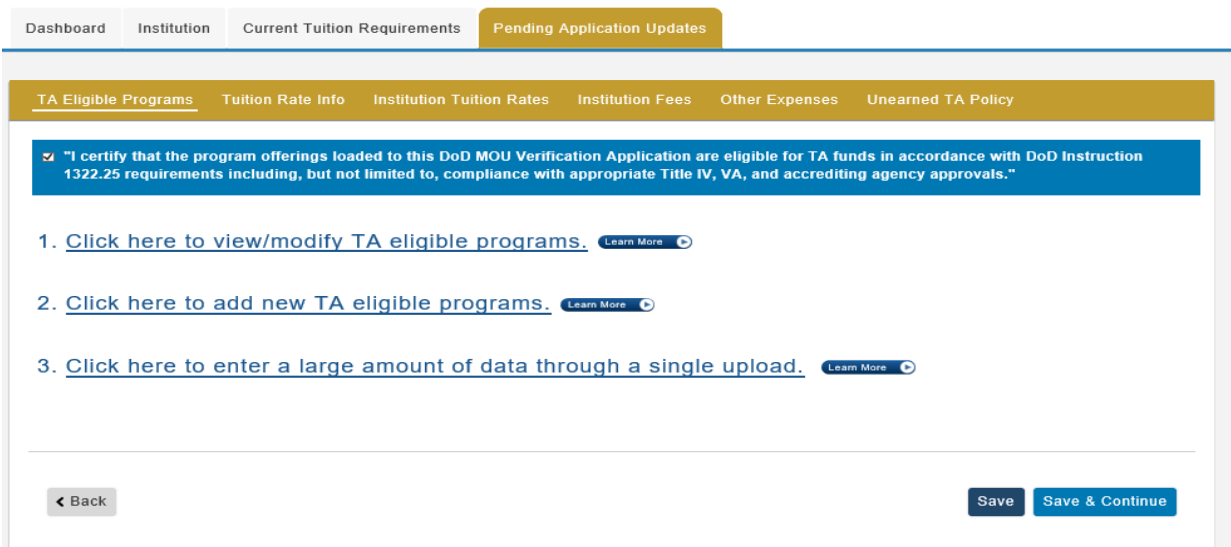 Dashboard Institution Current Tuition Requirements Pending Application Updates
TA Eligible Programs Tuition Rate Info Institution Tuition Rates Institution Fees Other Expenses Unearned TA Policy
"I certify that the program offerings loaded to this DoD MOU Verification Application are eligible for TA funds in accordance with DoD Instruction
1322.25 requirements including, but not limited to, compliance with appropriate Title IV, VA, and accrediting agency approvals."
1. Click here to view/modify TA eligible programs. Learn More
2. Click here to add new TA eligible programs. Learn More
3. Click here to enter a large amount of data through a single upload. Learn More
Back Save Save & Continue